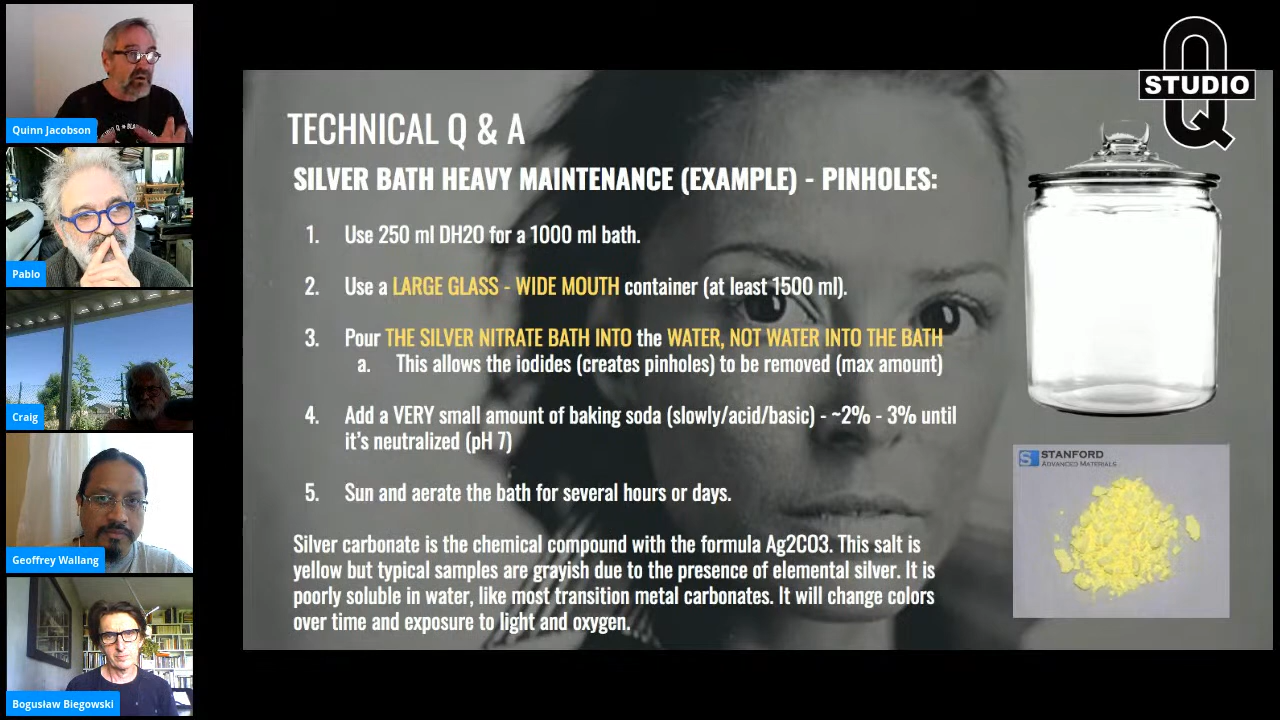 STUDIO
Q
TECHNICAL Q & A
SILVER BATH HEAVY MAINTENANCE (EXAMPLE) - PINHOLES:
1. Use 250 ml DH2O for a 1000 ml bath.
2. Use a LARGE GLASS - WIDE MOUTH container (at least 1500 ml).
3. Pour THE SILVER NITRATE BATH INTO the WATER, NOT WATER INTO THE BATH
a. This allows the iodides (creates pinholes) to be removed (max amount)
4. Add a VERY small amount of baking soda (slowly/acid/basic) - ~2% - 3% until
it's neutralized (pH 7)
5. Sun and aerate the bath for several hours or days.
Silver carbonate is the chemical compound with the formula Ag2CO3. This salt is
yellow but typical samples are grayish due to the presence of elemental silver. It is
poorly soluble in water, like most transition metal carbonates. It will change colors
over time and exposure to light and oxygen.
S STANFORD
ADVANCED MATERIALS
Quinn Jacobson
Pablo
Craig
Geoffrey Wallang
Bogusław Biegowski